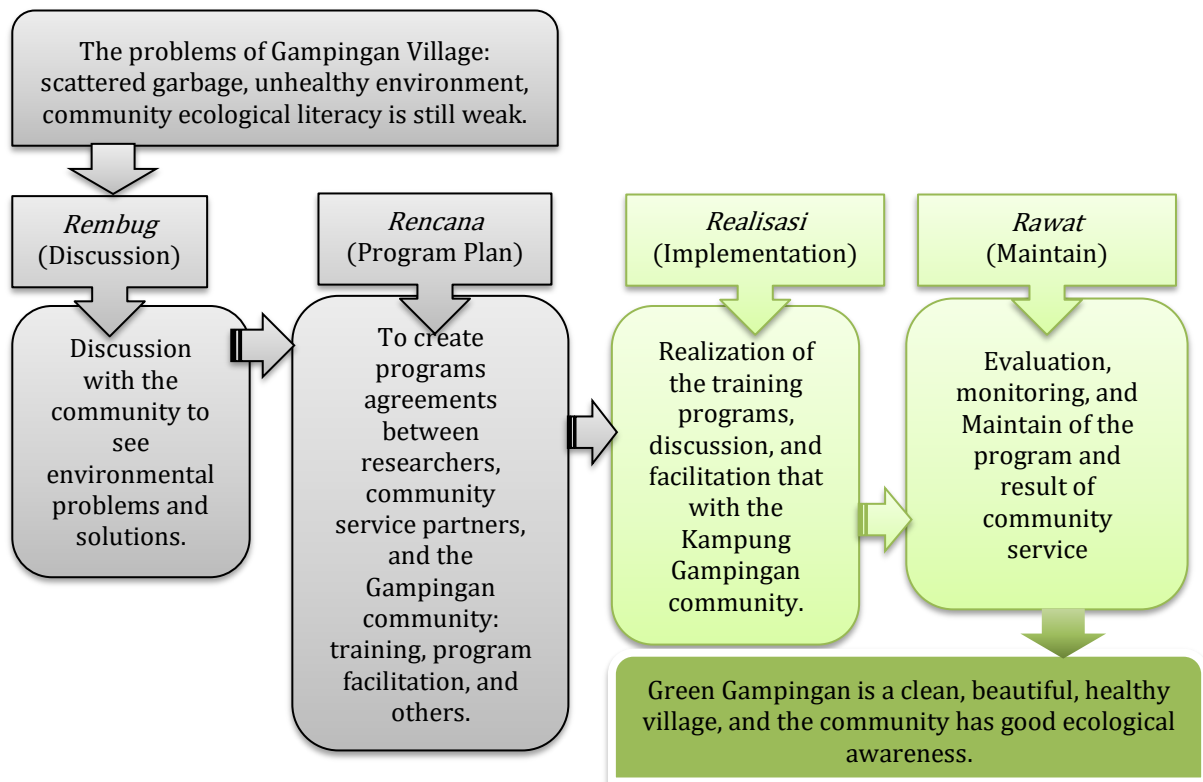 The problems of Gampingan Village:
scattered garbage, unhealthy environment,
community ecological literacy is still weak.
Rembug
(Discussion)
Discussion
with the
community to
see
environmental
problems and
solutions.
Rencana
(Program Plan)
To create
programs
agreements
between
researchers,
community
service partners,
and the
Gampingan
community:
training, program
facilitation, and
others.
Realisasi
(Implementation)
Realization of
the training
programs,
discussion, and
facilitation that
with the
Kampung
Gampingan
community.
Rawat
(Maintain)
Evaluation,
monitoring, and
Maintain of the
program and
result of
community
service
Green Gampingan is a clean, beautiful, healthy
village, and the community has good ecological
awareness.